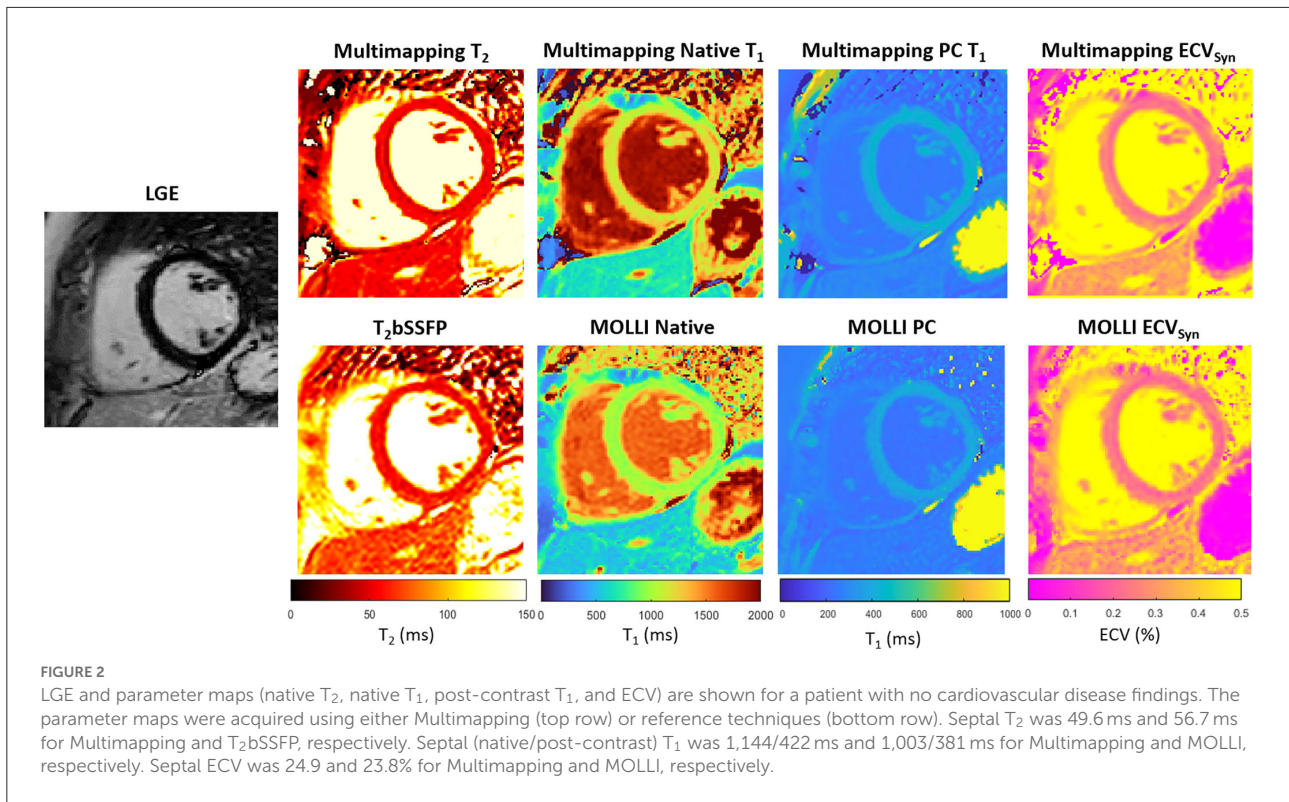 Multimapping T₂
Multimapping Native T₁
Multimapping PC T₁
Multimapping ECV_Syn
LGE
T₂bSSFP
MOLLI Native
MOLLI PC
MOLLI ECV_Syn
0 50 100 150
T₂ (ms)
0 500 1000 1500 2000
T₁ (ms)
0 200 400 600 800 1000
T₁ (ms)
0 0.1 0.2 0.3 0.4 0.5
ECV (%)
FIGURE 2
LGE and parameter maps (native T₂, native T₁, post-contrast T₁, and ECV) are shown for a patient with no cardiovascular disease findings. The
parameter maps were acquired using either Multimapping (top row) or reference techniques (bottom row). Septal T₂ was 49.6 ms and 56.7 ms
for Multimapping and T₂bSSFP, respectively. Septal (native/post-contrast) T₁ was 1,144/422 ms and 1,003/381 ms for Multimapping and MOLLI,
respectively. Septal ECV was 24.9 and 23.8% for Multimapping and MOLLI, respectively.